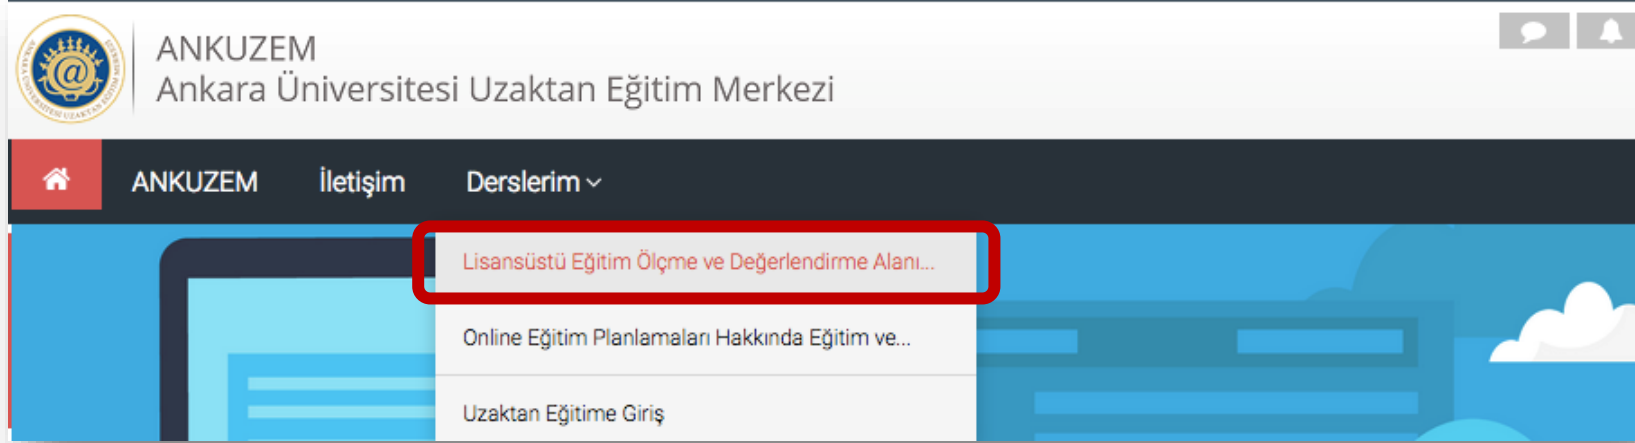 ANKUZEM
Ankara Üniversitesi Uzaktan Eğitim Merkezi
ANKUZEM İletişim Derslerim
Lisansüstü Eğitim Ölçme ve Değerlendirme Alanı...
Online Eğitim Planlamaları Hakkında Eğitim ve...
Uzaktan Eğitime Giriş